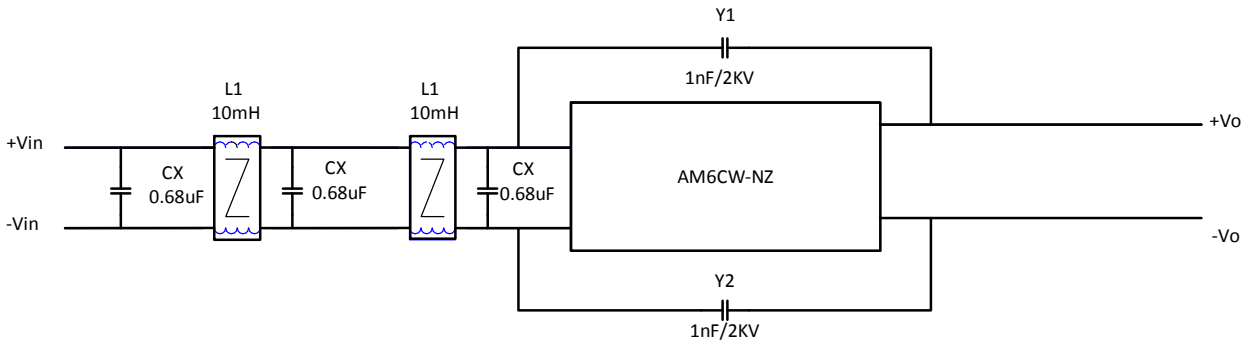 Y1
1nF/2KV
L1
10mH
L1
10mH
+Vin
+Vo
CX
0.68uF
CX
0.68uF
CX
0.68uF
AM6CW-NZ
-Vin
-Vo
Y2
1nF/2KV